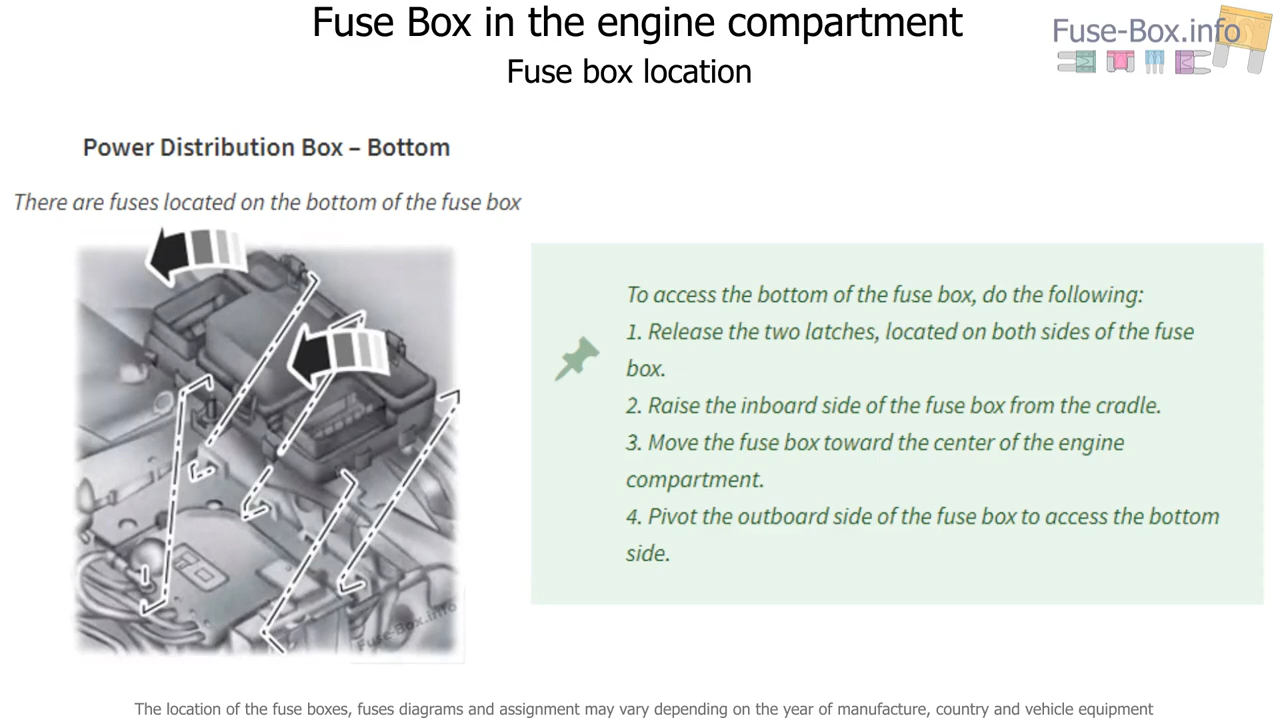 Fuse Box in the engine compartment
Fuse-Box.info
Fuse box location
Power Distribution Box – Bottom
There are fuses located on the bottom of the fuse box
To access the bottom of the fuse box, do the following:
1. Release the two latches, located on both sides of the fuse
box.
2. Raise the inboard side of the fuse box from the cradle.
3. Move the fuse box toward the center of the engine
compartment.
4. Pivot the outboard side of the fuse box to access the bottom
side.
Fuse-Box.info
The location of the fuse boxes, fuses diagrams and assignment may vary depending on the year of manufacture, country and vehicle equipment